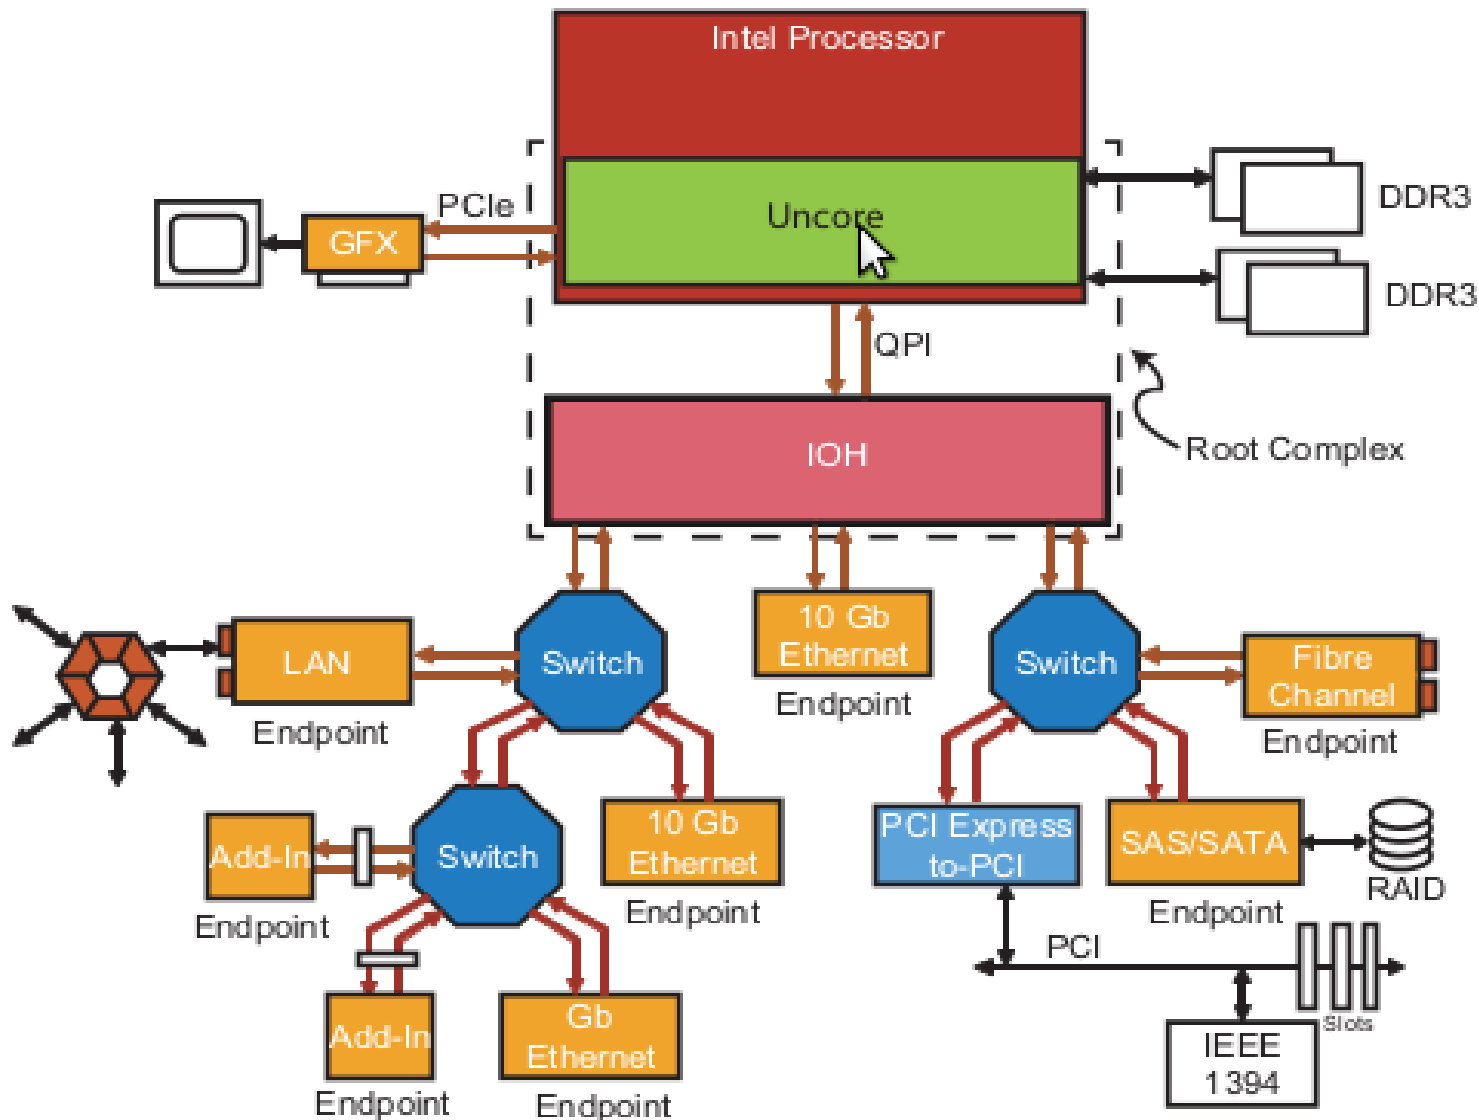 Intel Processor
Uncore
PCIe
GFX
DDR3
DDR3
QPI
IOH
Root Complex
10 Gb
Ethernet
Endpoint
LAN
Endpoint
Switch
Switch
Fibre
Channel
Endpoint
Add-In
Endpoint
Switch
10 Gb
Ethernet
Endpoint
PCI Express
to-PCI
SAS/SATA
Endpoint
RAID
PCI
Slots
Add-In
Endpoint
Gb
Ethernet
Endpoint
IEEE
1394